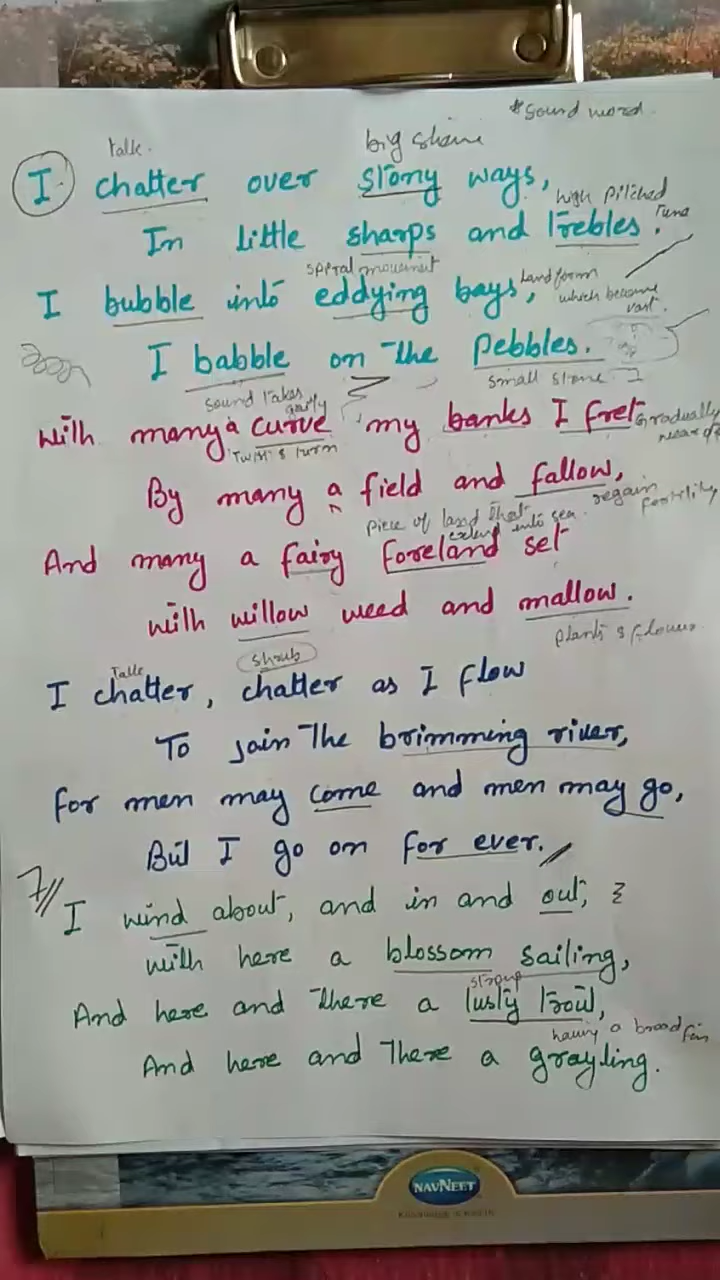 *sound word.
talk. big stone
I chatter over stony ways,
high pitched
In little sharps and trebles. tune
spiral movement Landform
I bubble into eddying bays, which become vast.
I babble on the pebbles.
sound takes gaily small stone
with many a curve my banks I fret Gradually
Twist & turn
By many a field and fallow,
regain fertility
piece of land that extend into sea
And many a fairy foreland set
with willow weed and mallow.
shrub plants & flower
Talk
I chatter, chatter as I flow
To join the brimming river,
for men may come and men may go,
But I go on for ever.
7//
I wind about, and in and out,
with here a blossom sailing,
strong
And here and there a lusty trout,
having a broad fin
And here and there a grayling.
NAVNEET